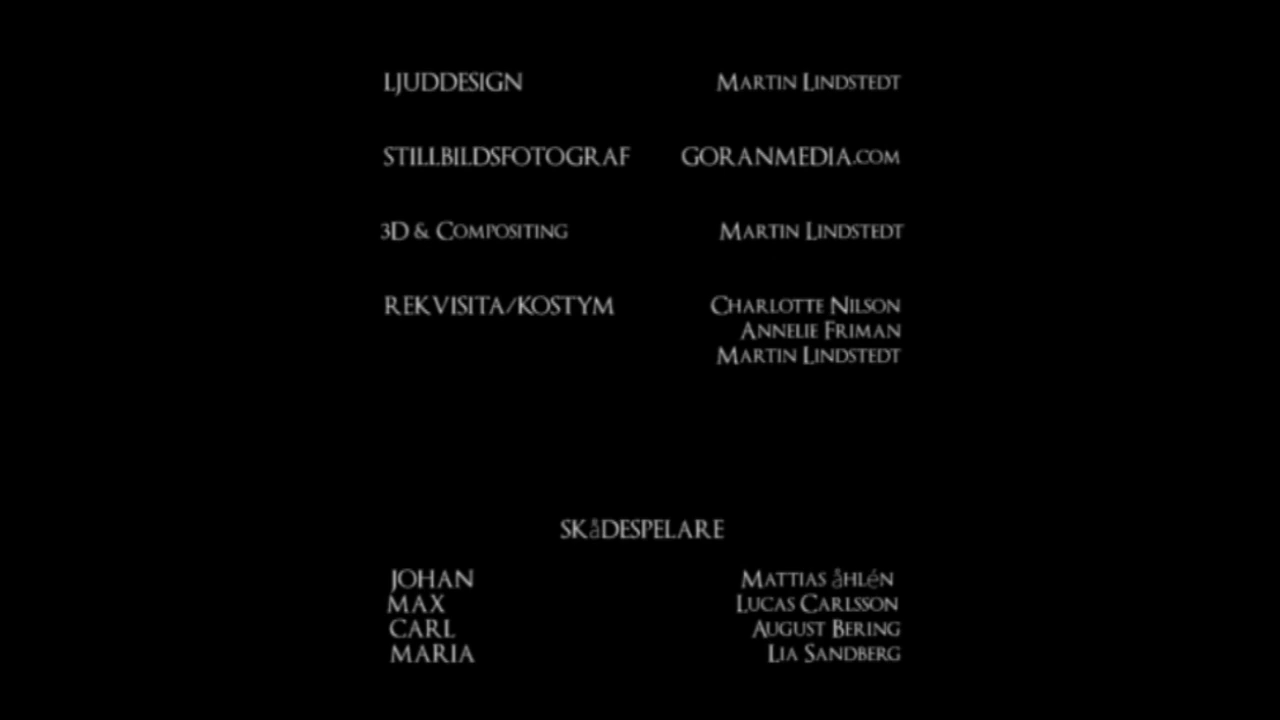 LJUDDESIGN MARTIN LINDSTEDT
STILLBILDSFOTOGRAF GORANMEDIA.COM
3D & COMPOSITING MARTIN LINDSTEDT
REKVISITA/KOSTYM CHARLOTTE NILSON
ANNELIE FRIMAN
MARTIN LINDSTEDT
SKåDESPELARE
JOHAN MATTIAS åHLéN
MAX LUCAS CARLSSON
CARL AUGUST BERING
MARIA LIA SANDBERG